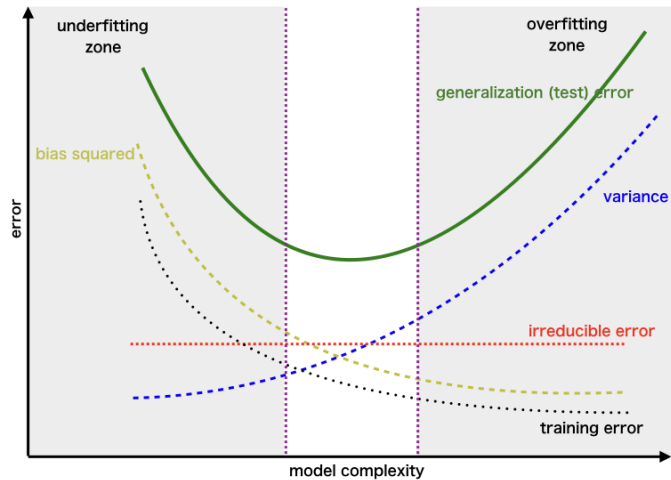 underfitting
zone
overfitting
zone
generalization (test) error
bias squared
variance
error
irreducible error
training error
model complexity